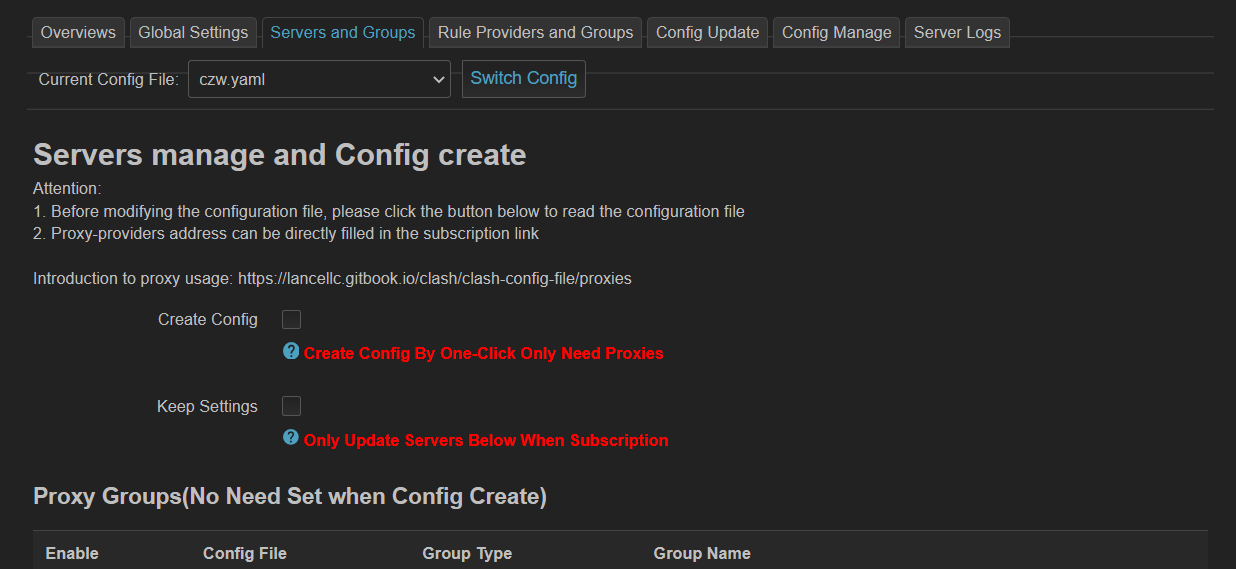 Overviews Global Settings Servers and Groups Rule Providers and Groups Config Update Config Manage Server Logs
Current Config File: czw.yaml Switch Config
Servers manage and Config create
Attention:
1. Before modifying the configuration file, please click the button below to read the configuration file
2. Proxy-providers address can be directly filled in the subscription link
Introduction to proxy usage: https://lancellc.gitbook.io/clash/clash-config-file/proxies
Create Config
? Create Config By One-Click Only Need Proxies
Keep Settings
? Only Update Servers Below When Subscription
Proxy Groups(No Need Set when Config Create)
Enable Config File Group Type Group Name